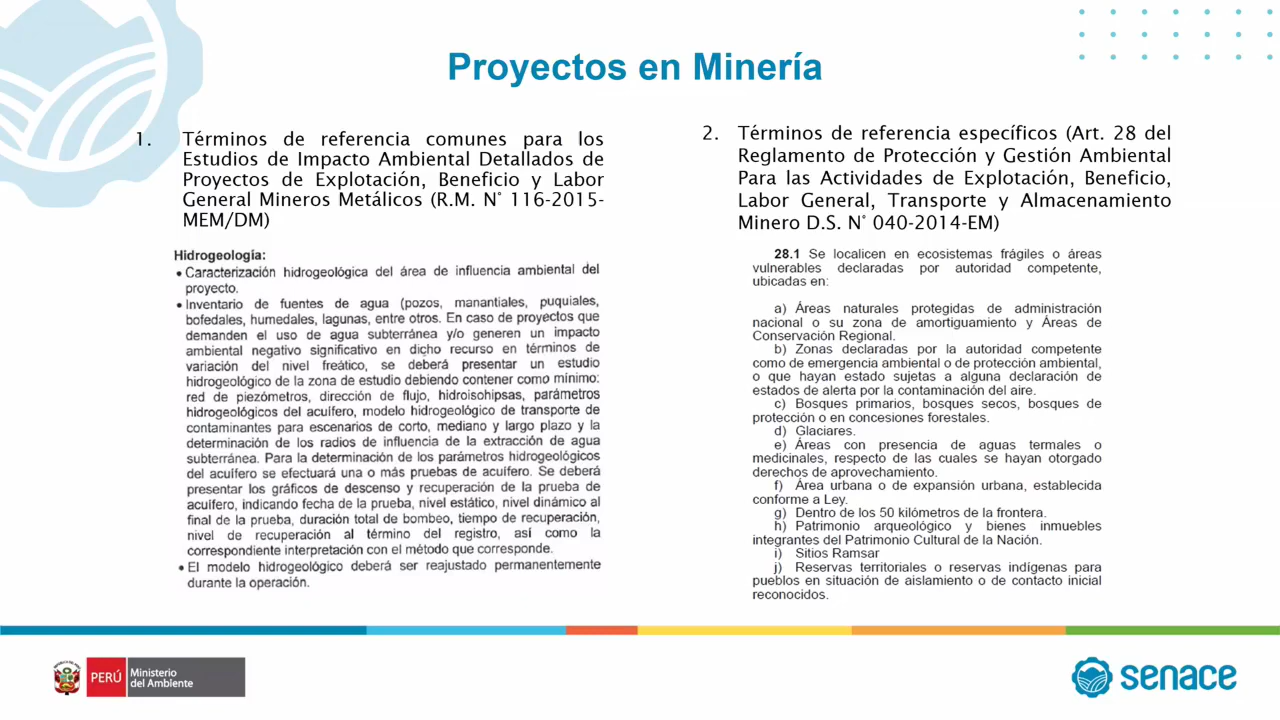 Proyectos en Minería
1. Términos de referencia comunes para los
Estudios de Impacto Ambiental Detallados de
Proyectos de Explotación, Beneficio y Labor
General Mineros Metálicos (R.M. N° 116-2015-
MEM/DM)
Hidrogeología:
• Caracterización hidrogeológica del área de influencia ambiental del
proyecto.
• Inventario de fuentes de agua (pozos, manantiales, puquiales,
bofedales, humedales, lagunas, entre otros. En caso de proyectos que
demanden el uso de agua subterránea y/o generen un impacto
ambiental negativo significativo en dicho recurso en términos de
variación del nivel freático, se deberá presentar un estudio
hidrogeológico de la zona de estudio debiendo contener como mínimo:
red de piezómetros, dirección de flujo, hidroisohipsas, parámetros
hidrogeológicos del acuífero, modelo hidrogeológico de transporte de
contaminantes para escenarios de corto, mediano y largo plazo y la
determinación de los radios de influencia de la extracción de agua
subterránea. Para la determinación de los parámetros hidrogeológicos
del acuífero se efectuará una o más pruebas de acuífero. Se deberá
presentar los gráficos de descenso y recuperación de la prueba de
acuífero, indicando fecha de la prueba, nivel estático, nivel dinámico al
final de la prueba, duración total de bombeo, tiempo de recuperación,
nivel de recuperación al término del registro, así como la
correspondiente interpretación con el método que corresponde.
• El modelo hidrogeológico deberá ser reajustado permanentemente
durante la operación.
2. Términos de referencia específicos (Art. 28 del
Reglamento de Protección y Gestión Ambiental
Para las Actividades de Explotación, Beneficio,
Labor General, Transporte y Almacenamiento
Minero D.S. N° 040-2014-EM)
28.1 Se localicen en ecosistemas frágiles o áreas
vulnerables declaradas por autoridad competente,
ubicadas en:
a) Áreas naturales protegidas de administración
nacional o su zona de amortiguamiento y Áreas de
Conservación Regional.
b) Zonas declaradas por la autoridad competente
como de emergencia ambiental o de protección ambiental,
o que hayan estado sujetas a alguna declaración de
estados de alerta por la contaminación del aire.
c) Bosques primarios, bosques secos, bosques de
protección o en concesiones forestales.
d) Glaciares.
e) Áreas con presencia de aguas termales o
medicinales, respecto de las cuales se hayan otorgado
derechos de aprovechamiento.
f) Área urbana o de expansión urbana, establecida
conforme a Ley.
g) Dentro de los 50 kilómetros de la frontera.
h) Patrimonio arqueológico y bienes inmuebles
integrantes del Patrimonio Cultural de la Nación.
i) Sitios Ramsar
j) Reservas territoriales o reservas indígenas para
pueblos en situación de aislamiento o de contacto inicial
reconocidos.
PERÚ
Ministerio
del Ambiente
senace